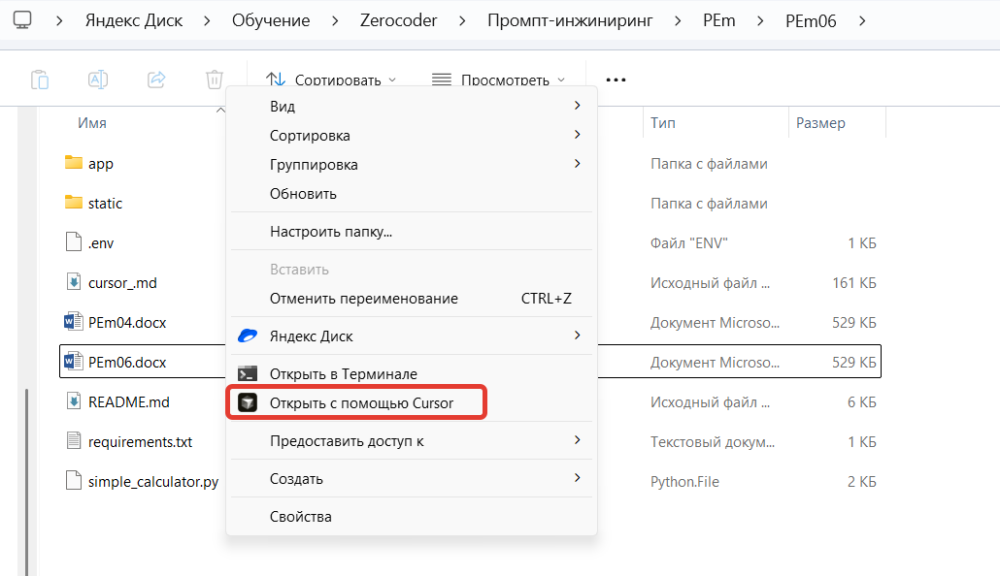 Яндекс Диск > Обучение > Zerocoder > Промпт-инжиниринг > PEm > PEm06 >
Сортировать Просмотреть ...
Имя Тип Размер
app Папка с файлами
static Папка с файлами
.env Файл "ENV" 1 КБ
cursor_.md Исходный файл ... 161 КБ
PEm04.docx Документ Microso... 529 КБ
PEm06.docx Документ Microso... 529 КБ
README.md Исходный файл ... 6 КБ
requirements.txt Текстовый докум... 1 КБ
simple_calculator.py Python.File 2 КБ
Вид
Сортировка
Группировка
Обновить
Настроить папку...
Вставить
Отменить переименование CTRL+Z
Яндекс Диск
Открыть в Терминале
Открыть с помощью Cursor
Предоставить доступ к
Создать
Свойства